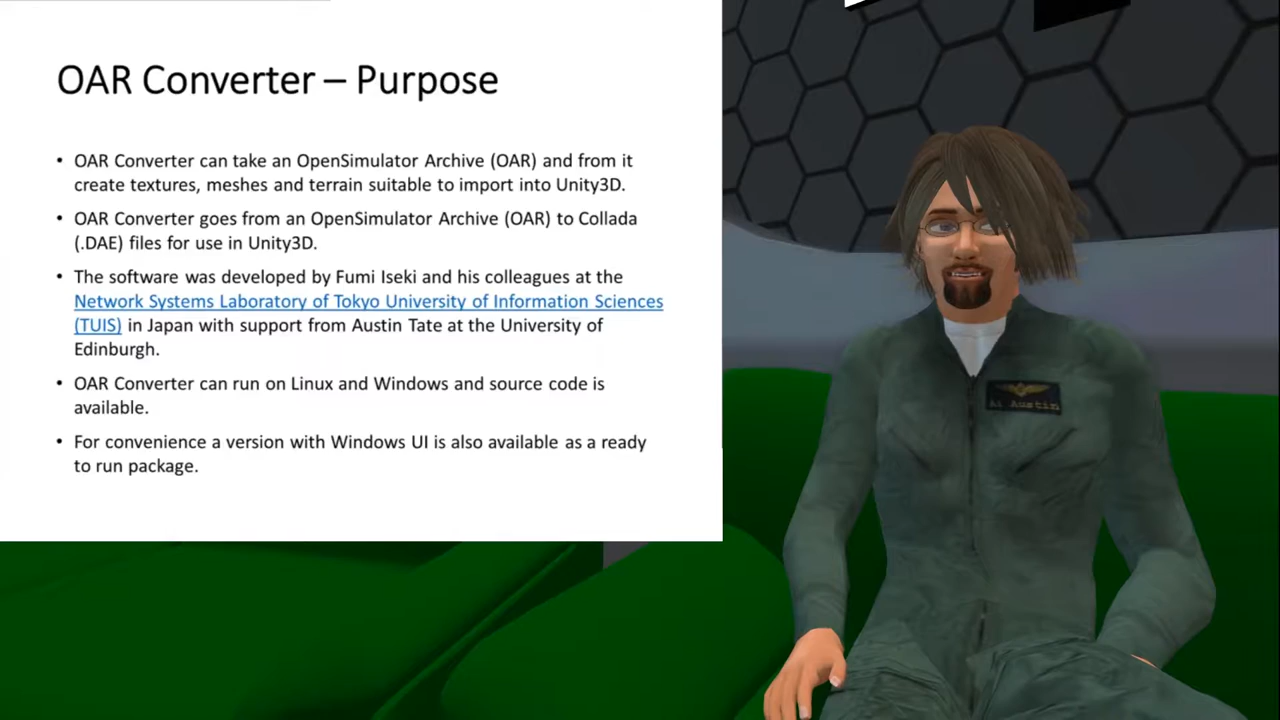 OAR Converter – Purpose
• OAR Converter can take an OpenSimulator Archive (OAR) and from it
create textures, meshes and terrain suitable to import into Unity3D.
• OAR Converter goes from an OpenSimulator Archive (OAR) to Collada
(.DAE) files for use in Unity3D.
• The software was developed by Fumi Iseki and his colleagues at the
Network Systems Laboratory of Tokyo University of Information Sciences
(TUIS) in Japan with support from Austin Tate at the University of
Edinburgh.
• OAR Converter can run on Linux and Windows and source code is
available.
• For convenience a version with Windows UI is also available as a ready
to run package.
Ai Austin